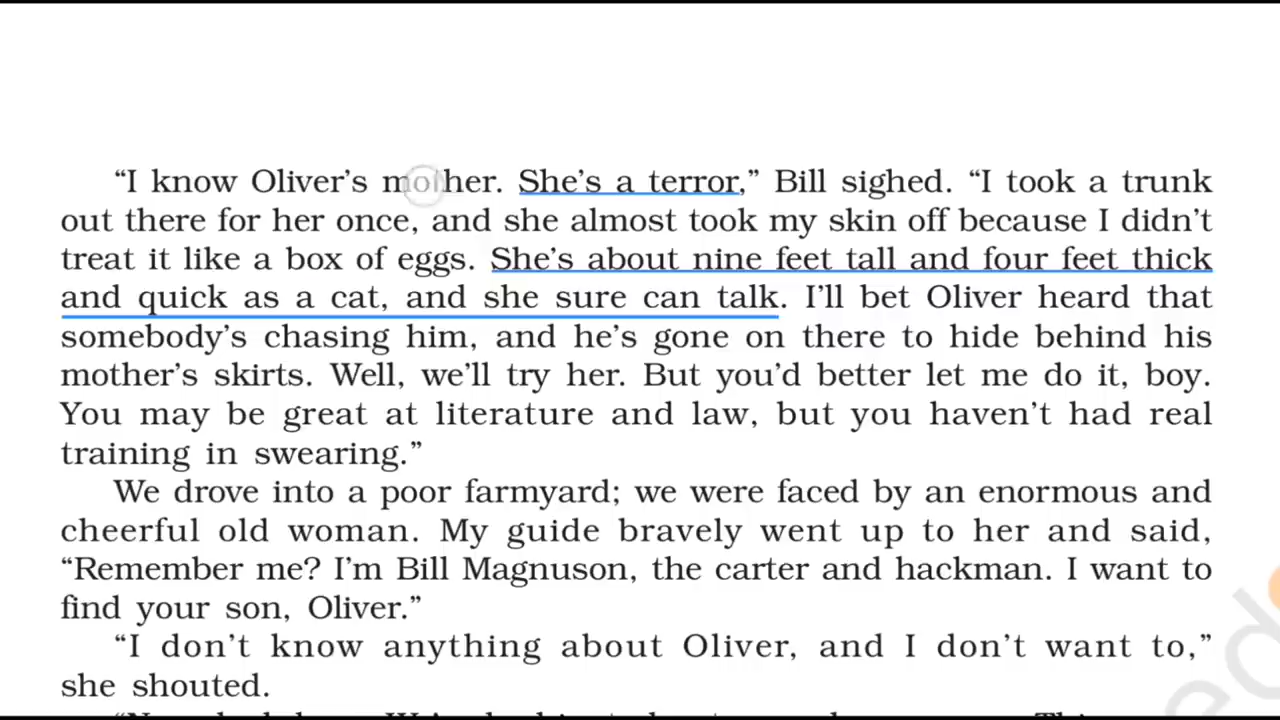 “I know Oliver’s mother. She’s a terror,” Bill sighed. “I took a trunk
out there for her once, and she almost took my skin off because I didn’t
treat it like a box of eggs. She’s about nine feet tall and four feet thick
and quick as a cat, and she sure can talk. I’ll bet Oliver heard that
somebody’s chasing him, and he’s gone on there to hide behind his
mother’s skirts. Well, we’ll try her. But you’d better let me do it, boy.
You may be great at literature and law, but you haven’t had real
training in swearing.”
We drove into a poor farmyard; we were faced by an enormous and
cheerful old woman. My guide bravely went up to her and said,
“Remember me? I’m Bill Magnuson, the carter and hackman. I want to
find your son, Oliver.”
“I don’t know anything about Oliver, and I don’t want to,”
she shouted.